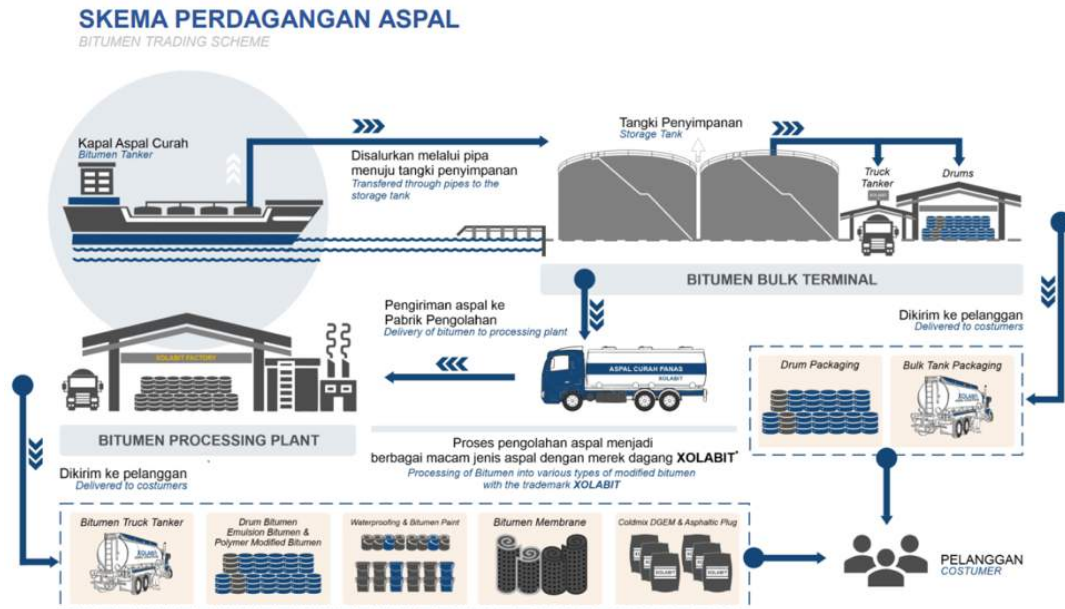 SKEMA PERDAGANGAN ASPAL
BITUMEN TRADING SCHEME
Kapal Aspal Curah
Bitumen Tanker
Disalurkan melalui pipa
menuju tangki penyimpanan
Transfered through pipes to the
storage tank
Tangki Penyimpanan
Storage Tank
Truck
Tanker
Drums
BITUMEN BULK TERMINAL
Pengiriman aspal ke
Pabrik Pengolahan
Delivery of bitumen to processing plant
Dikirim ke pelanggan
Delivered to costumers
XOLABIT FACTORY
ASPAL CURAH PANAS
XOLABIT
Drum Packaging
Bulk Tank Packaging
XOLABIT
BITUMEN PROCESSING PLANT
Proses pengolahan aspal menjadi
berbagai macam jenis aspal dengan merek dagang XOLABIT*
Processing of Bitumen into various types of modified bitumen
with the trademark XOLABIT
Dikirim ke pelanggan
Delivered to costumers
Bitumen Truck Tanker
XOLABIT
Drum Bitumen
Emulsion Bitumen &
Polymer Modified Bitumen
Waterproofing & Bitumen Paint
Bitumen Membrane
Coldmix DGEM & Asphaltic Plug
XOLABIT
XOLABIT
PELANGGAN
COSTUMER